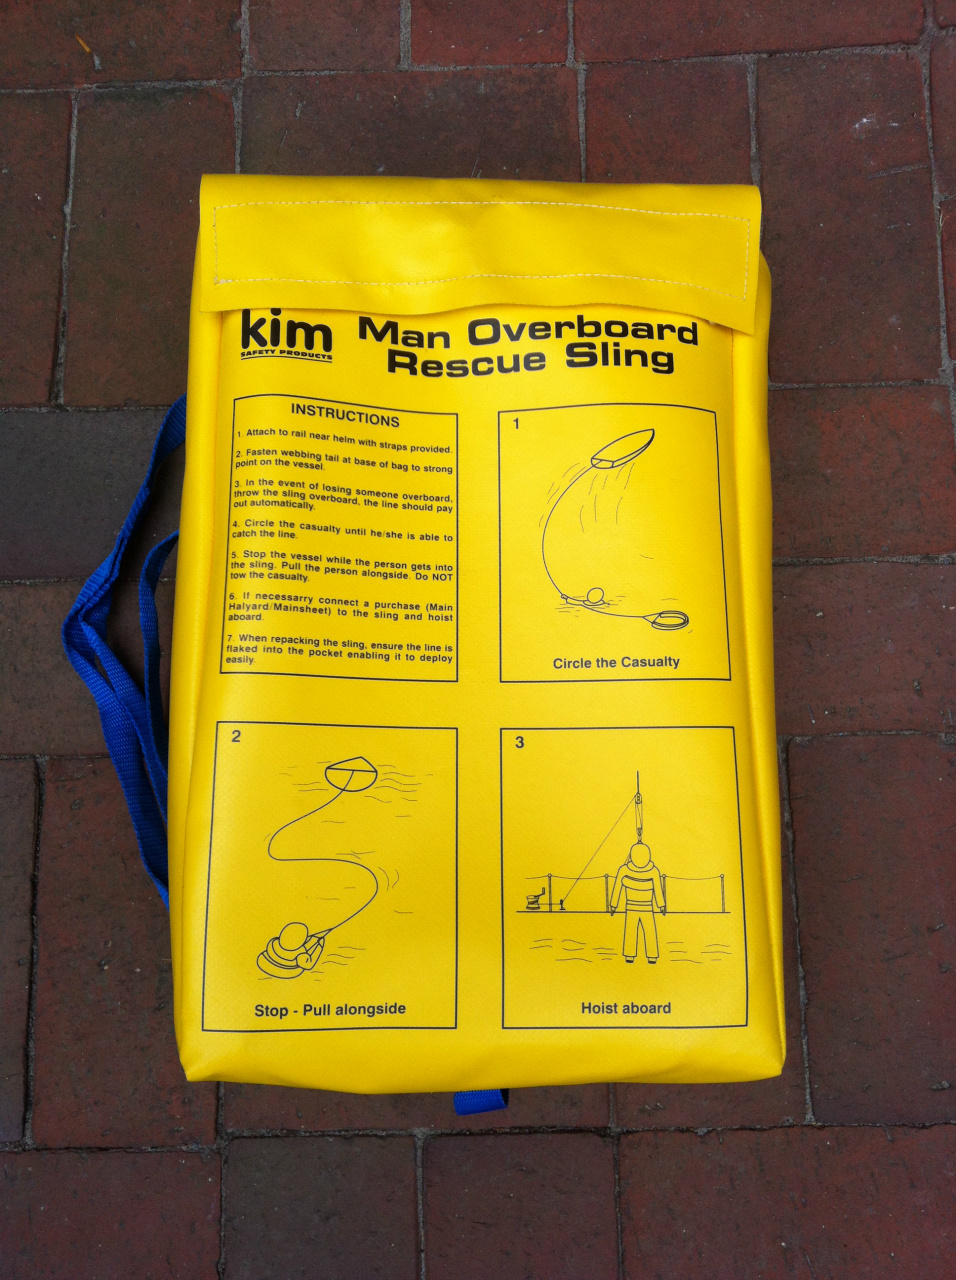 kim
SAFETY PRODUCTS
Man Overboard
Rescue Sling
INSTRUCTIONS
1. Attach to rail near helm with straps provided.
2. Fasten webbing tail at base of bag to strong
point on the vessel.
3. In the event of losing someone overboard,
throw the sling overboard, the line should pay
out automatically.
4. Circle the casualty until he/she is able to
catch the line.
5. Stop the vessel while the person gets into
the sling. Pull the person alongside. Do NOT
tow the casualty.
6. If necessarry connect a purchase (Main
Halyard/Mainsheet) to the sling and hoist
aboard.
7. When repacking the sling, ensure the line is
flaked into the pocket enabling it to deploy
easily.
1
Circle the Casualty
2
Stop - Pull alongside
3
Hoist aboard